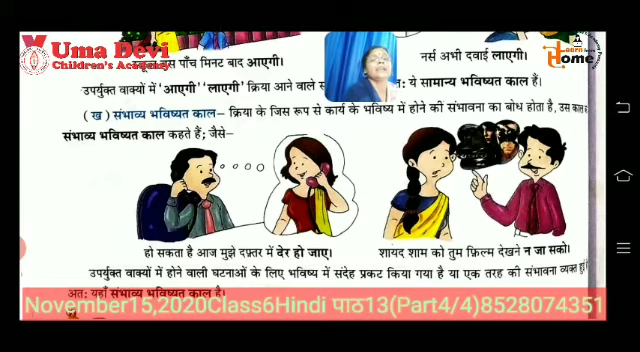 Uma Devi
Children's Academy
Learn
Home
पाँच मिनट बाद आएगी।
नर्स अभी दवाई लाएगी।
उपर्युक्त वाक्यों में 'आएगी' 'लाएगी' क्रिया आने वाले
ये सामान्य भविष्यत काल हैं।
(ख) संभाव्य भविष्यत काल– क्रिया के जिस रूप से कार्य के भविष्य में होने की संभावना का बोध होता है, उस काल
संभाव्य भविष्यत काल कहते हैं; जैसे–
हो सकता है आज मुझे दफ़्तर में देर हो जाए।
शायद शाम को तुम फ़िल्म देखने न जा सको।
उपर्युक्त वाक्यों में होने वाली घटनाओं के लिए भविष्य में संदेह प्रकट किया गया है या एक तरह की संभावना व्यक्त हुई
अतः यहाँ संभाव्य भविष्यत काल है।
November15,2020Class6Hindi पाठ13(Part4/4)8528074351